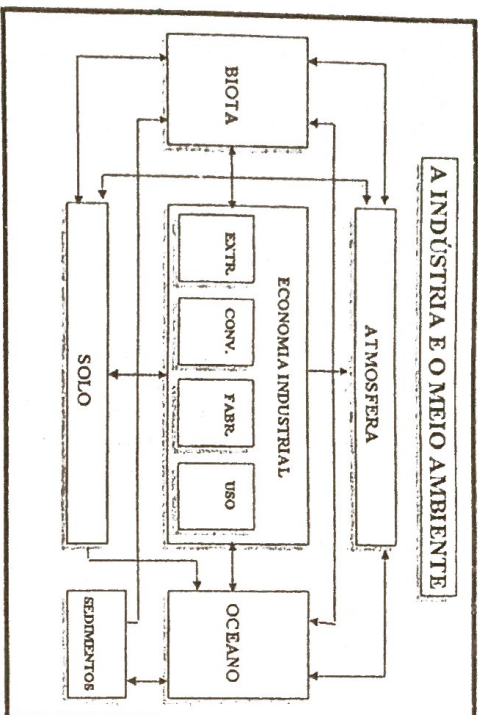 A INDÚSTRIA E O MEIO AMBIENTE
ATMOSFERA
BIOTA
ECONOMIA INDUSTRIAL
EXTR.
CONV.
FABR.
USO
OCEANO
SOLO
SEDIMENTOS